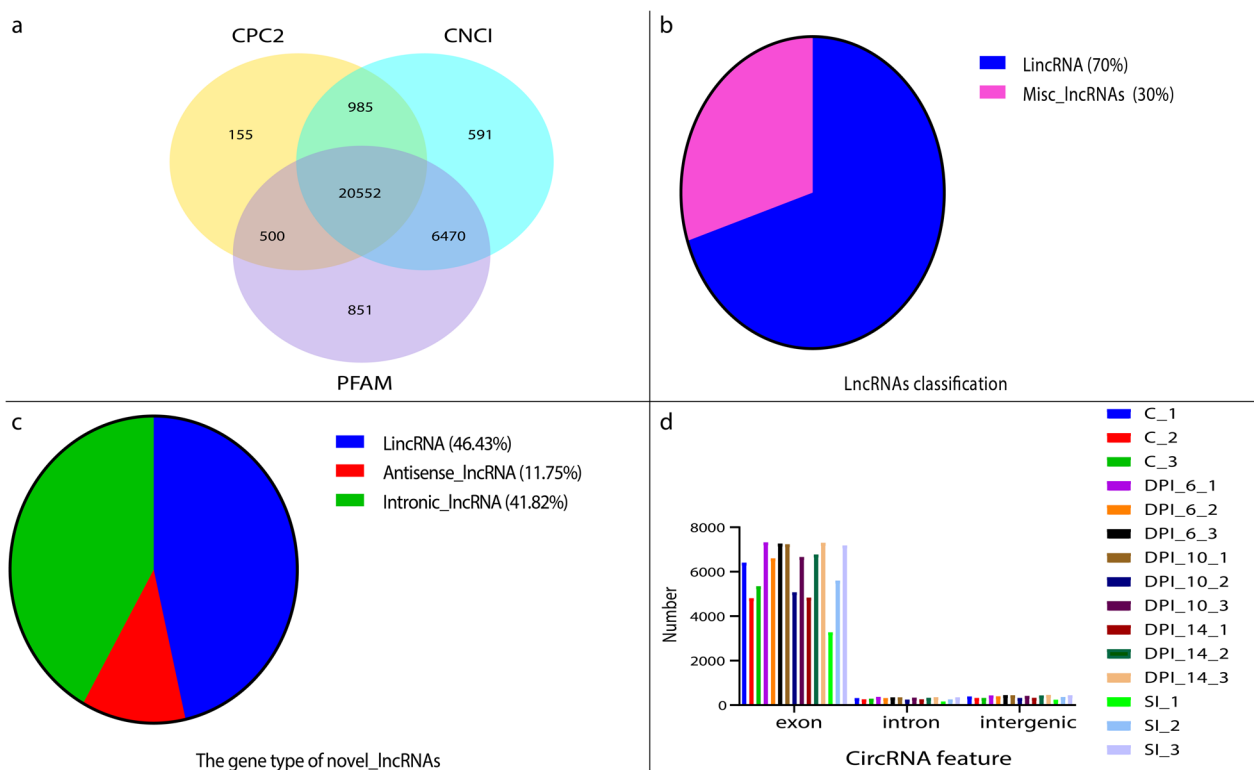 a
CPC2
CNCI
985
155
591
20552
500
6470
851
PFAM
b
LincRNA (70%)
Misc_lncRNAs (30%)
LncRNAs classification
c
LincRNA (46.43%)
Antisense_lncRNA (11.75%)
Intronic_lncRNA (41.82%)
The gene type of novel_lncRNAs
d
Number
8000
6000
4000
2000
0
exon
intron
intergenic
CircRNA feature
C_1
C_2
C_3
DPI_6_1
DPI_6_2
DPI_6_3
DPI_10_1
DPI_10_2
DPI_10_3
DPI_14_1
DPI_14_2
DPI_14_3
SI_1
SI_2
SI_3